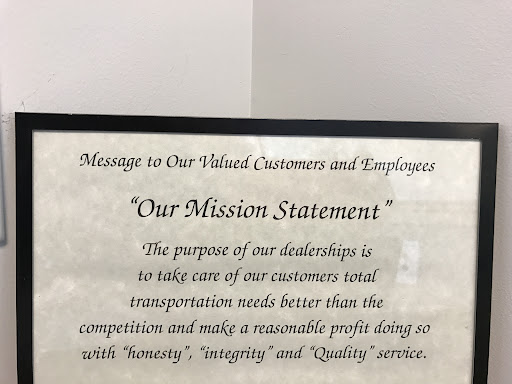 Message to Our Valued Customers and Employees
“Our Mission Statement”
The purpose of our dealerships is
to take care of our customers total
transportation needs better than the
competition and make a reasonable profit doing so
with “honesty”, “integrity” and “Quality” service.